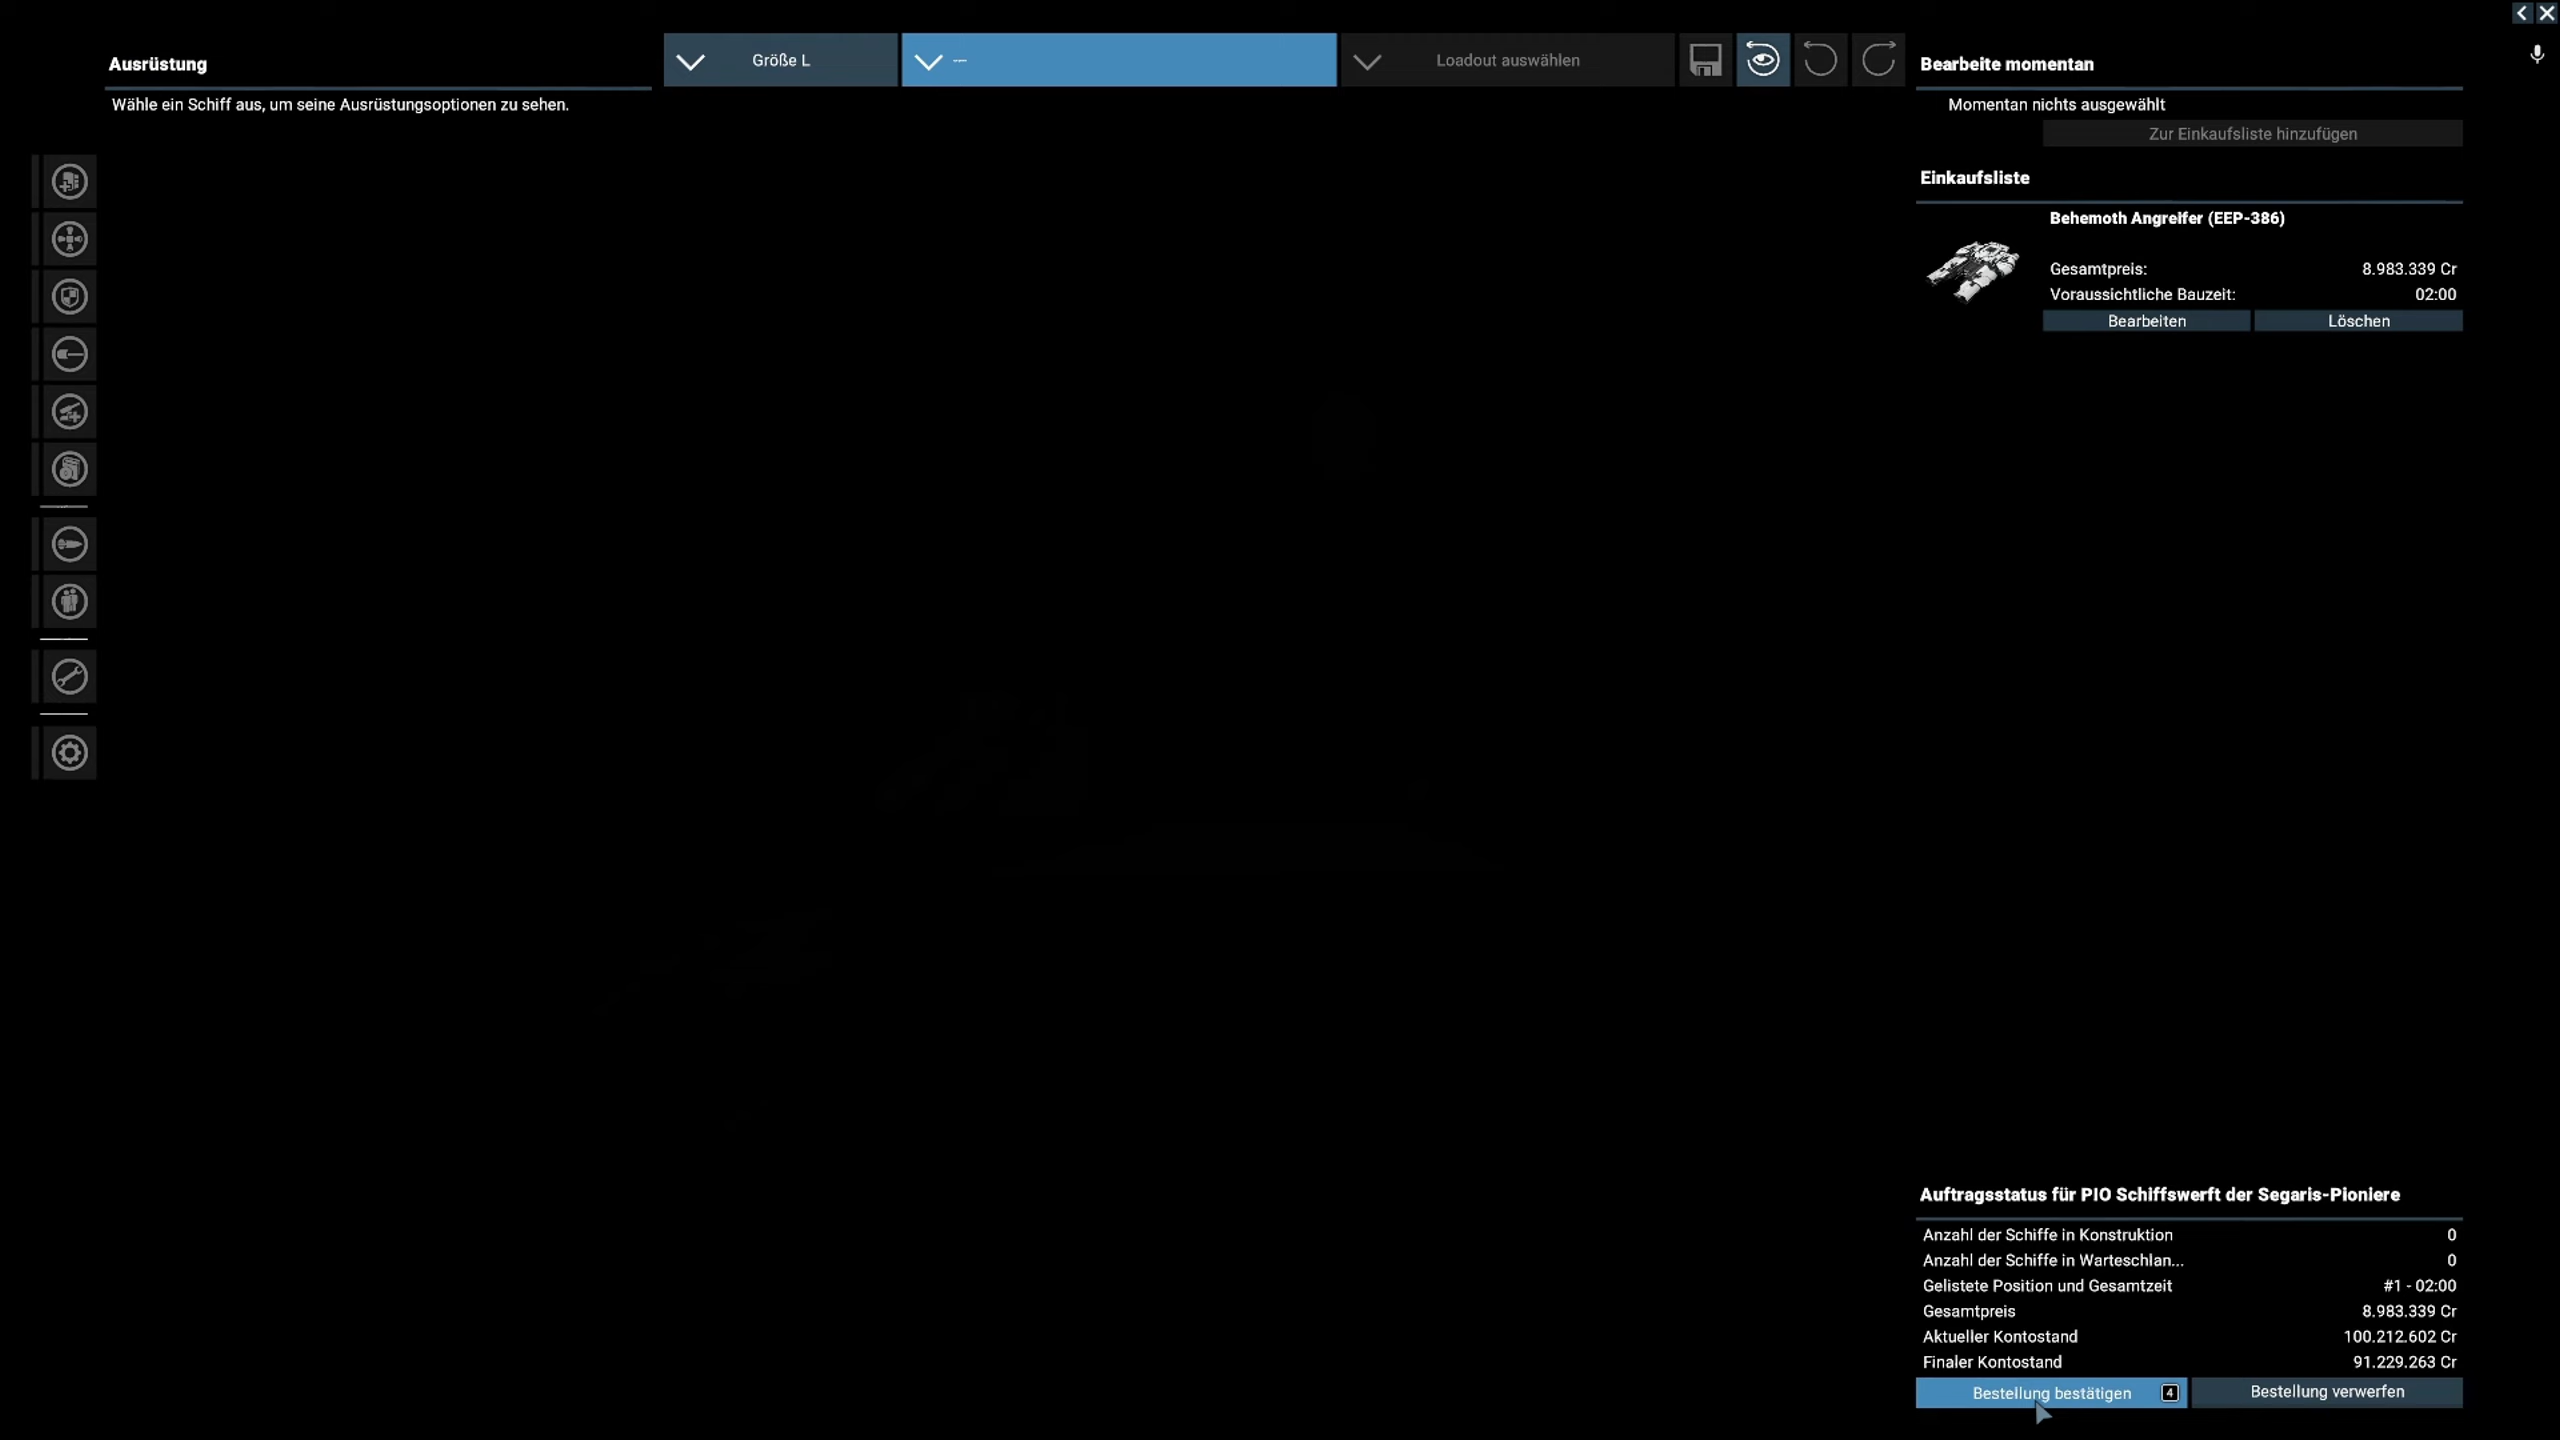 Ausrüstung
Wähle ein Schiff aus, um seine Ausrüstungsoptionen zu sehen.
Größe L
---
Loadout auswählen
Bearbeite momentan
Momentan nichts ausgewählt
Zur Einkaufsliste hinzufügen
Einkaufsliste
Behemoth Angreifer (EEP-386)
Gesamtpreis: 8.983.339 Cr
Voraussichtliche Bauzeit: 02:00
Bearbeiten
Löschen
Auftragsstatus für PIO Schiffswerft der Segaris-Pioniere
Anzahl der Schiffe in Konstruktion 0
Anzahl der Schiffe in Warteschlan... 0
Gelistete Position und Gesamtzeit #1 - 02:00
Gesamtpreis 8.983.339 Cr
Aktueller Kontostand 100.212.602 Cr
Finaler Kontostand 91.229.263 Cr
Bestellung bestätigen 4
Bestellung verwerfen